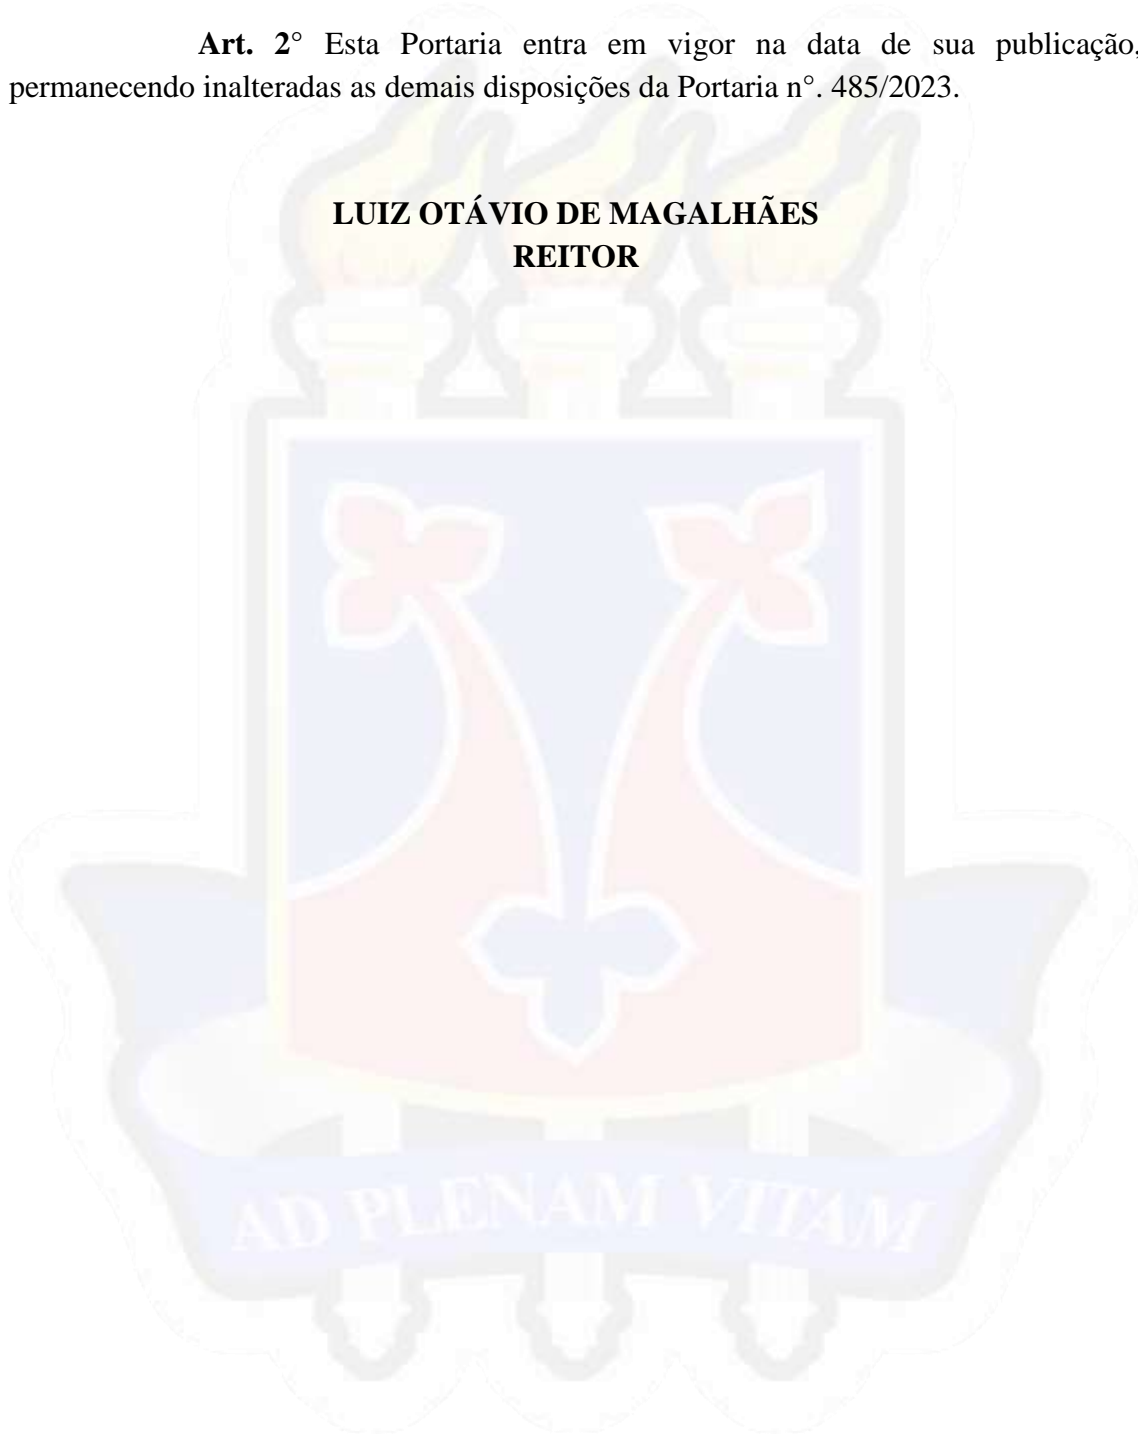 Art. 2° Esta Portaria entra em vigor na data de sua publicação,
permanecendo inalteradas as demais disposições da Portaria n°. 485/2023.
LUIZ OTÁVIO DE MAGALHÃES
REITOR
AD PLENAM VITAM